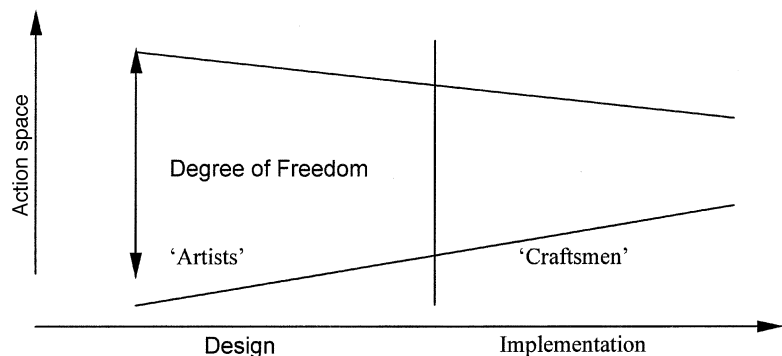 Action space
Degree of Freedom
‘Artists’
‘Craftsmen’
Design
Implementation